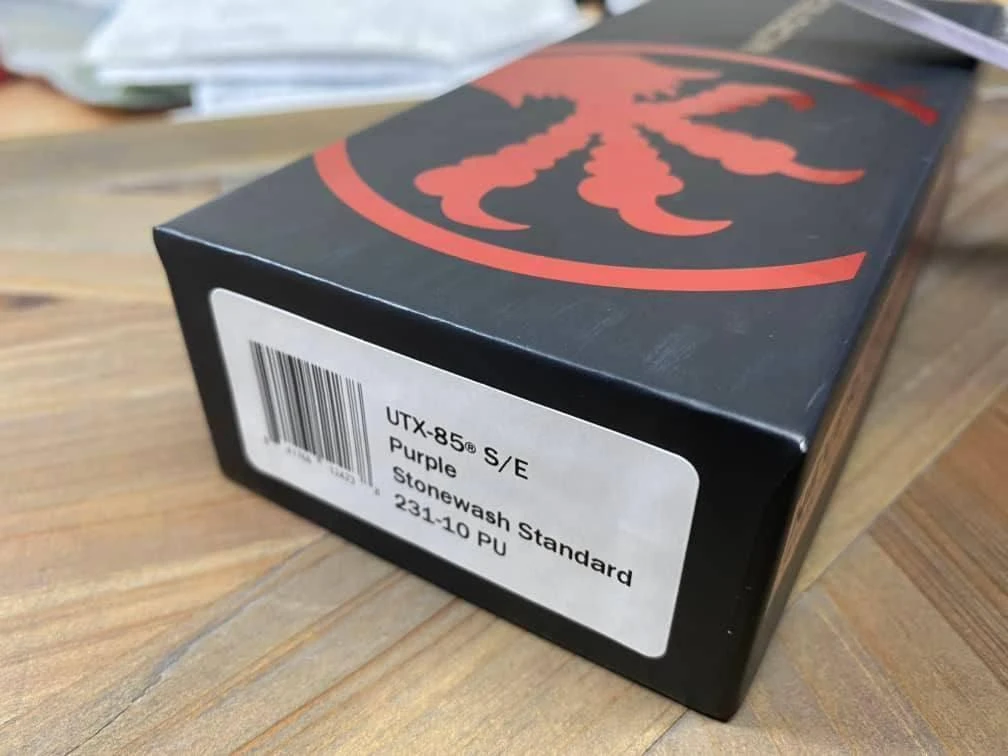 UTX-85® S/E
Purple
Stonewash Standard
231-10 PU